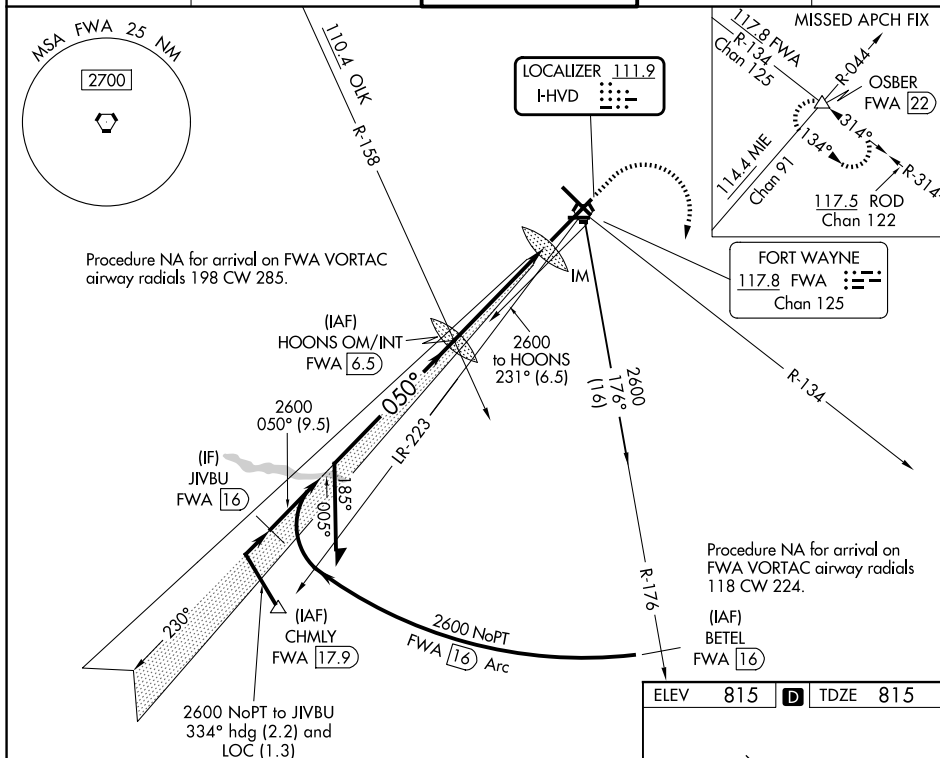 MSA FWA 25 NM
2700
110.4 OLK
R-158
LOCALIZER 111.9
I-HVD
MISSED APCH FIX
117.8 FWA
R-134
Chan 125
R-044
OSBER
FWA 22
314°
134°
R-314
114.4 MIE
Chan 91
117.5 ROD
Chan 122
Procedure NA for arrival on FWA VORTAC
airway radials 198 CW 285.
IM
FORT WAYNE
117.8 FWA
Chan 125
(IAF)
HOONS OM/INT
FWA 6.5
2600
to HOONS
231° (6.5)
2600
176°
(16)
R-134
050°
LR-223
2600
050° (9.5)
(IF)
JIVBU
FWA 16
185°
005°
Procedure NA for arrival on
FWA VORTAC airway radials
118 CW 224.
R-176
(IAF)
BETEL
FWA 16
2600 NoPT
FWA 16 Arc
230°
(IAF)
CHMLY
FWA 17.9
2600 NoPT to JIVBU
334° hdg (2.2) and
LOC (1.3)
ELEV 815 D TDZE 815